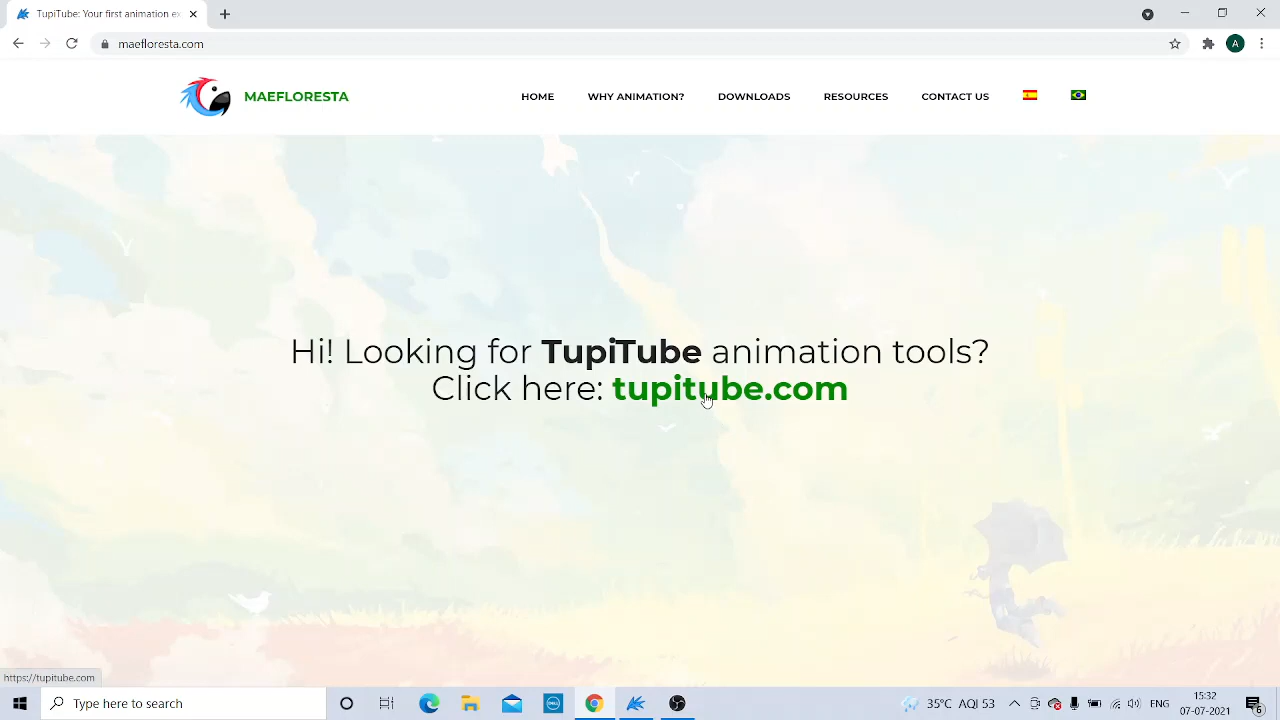 TupiTube: Your first animation ex
maefloresta.com
A
MAEFLORESTA
HOME
WHY ANIMATION?
DOWNLOADS
RESOURCES
CONTACT US
Hi! Looking for TupiTube animation tools?
Click here: tupitube.com
https://tupitube.com
Type here to search
DELL
35°C AQI 53
ENG
15:32
07-07-2021
6